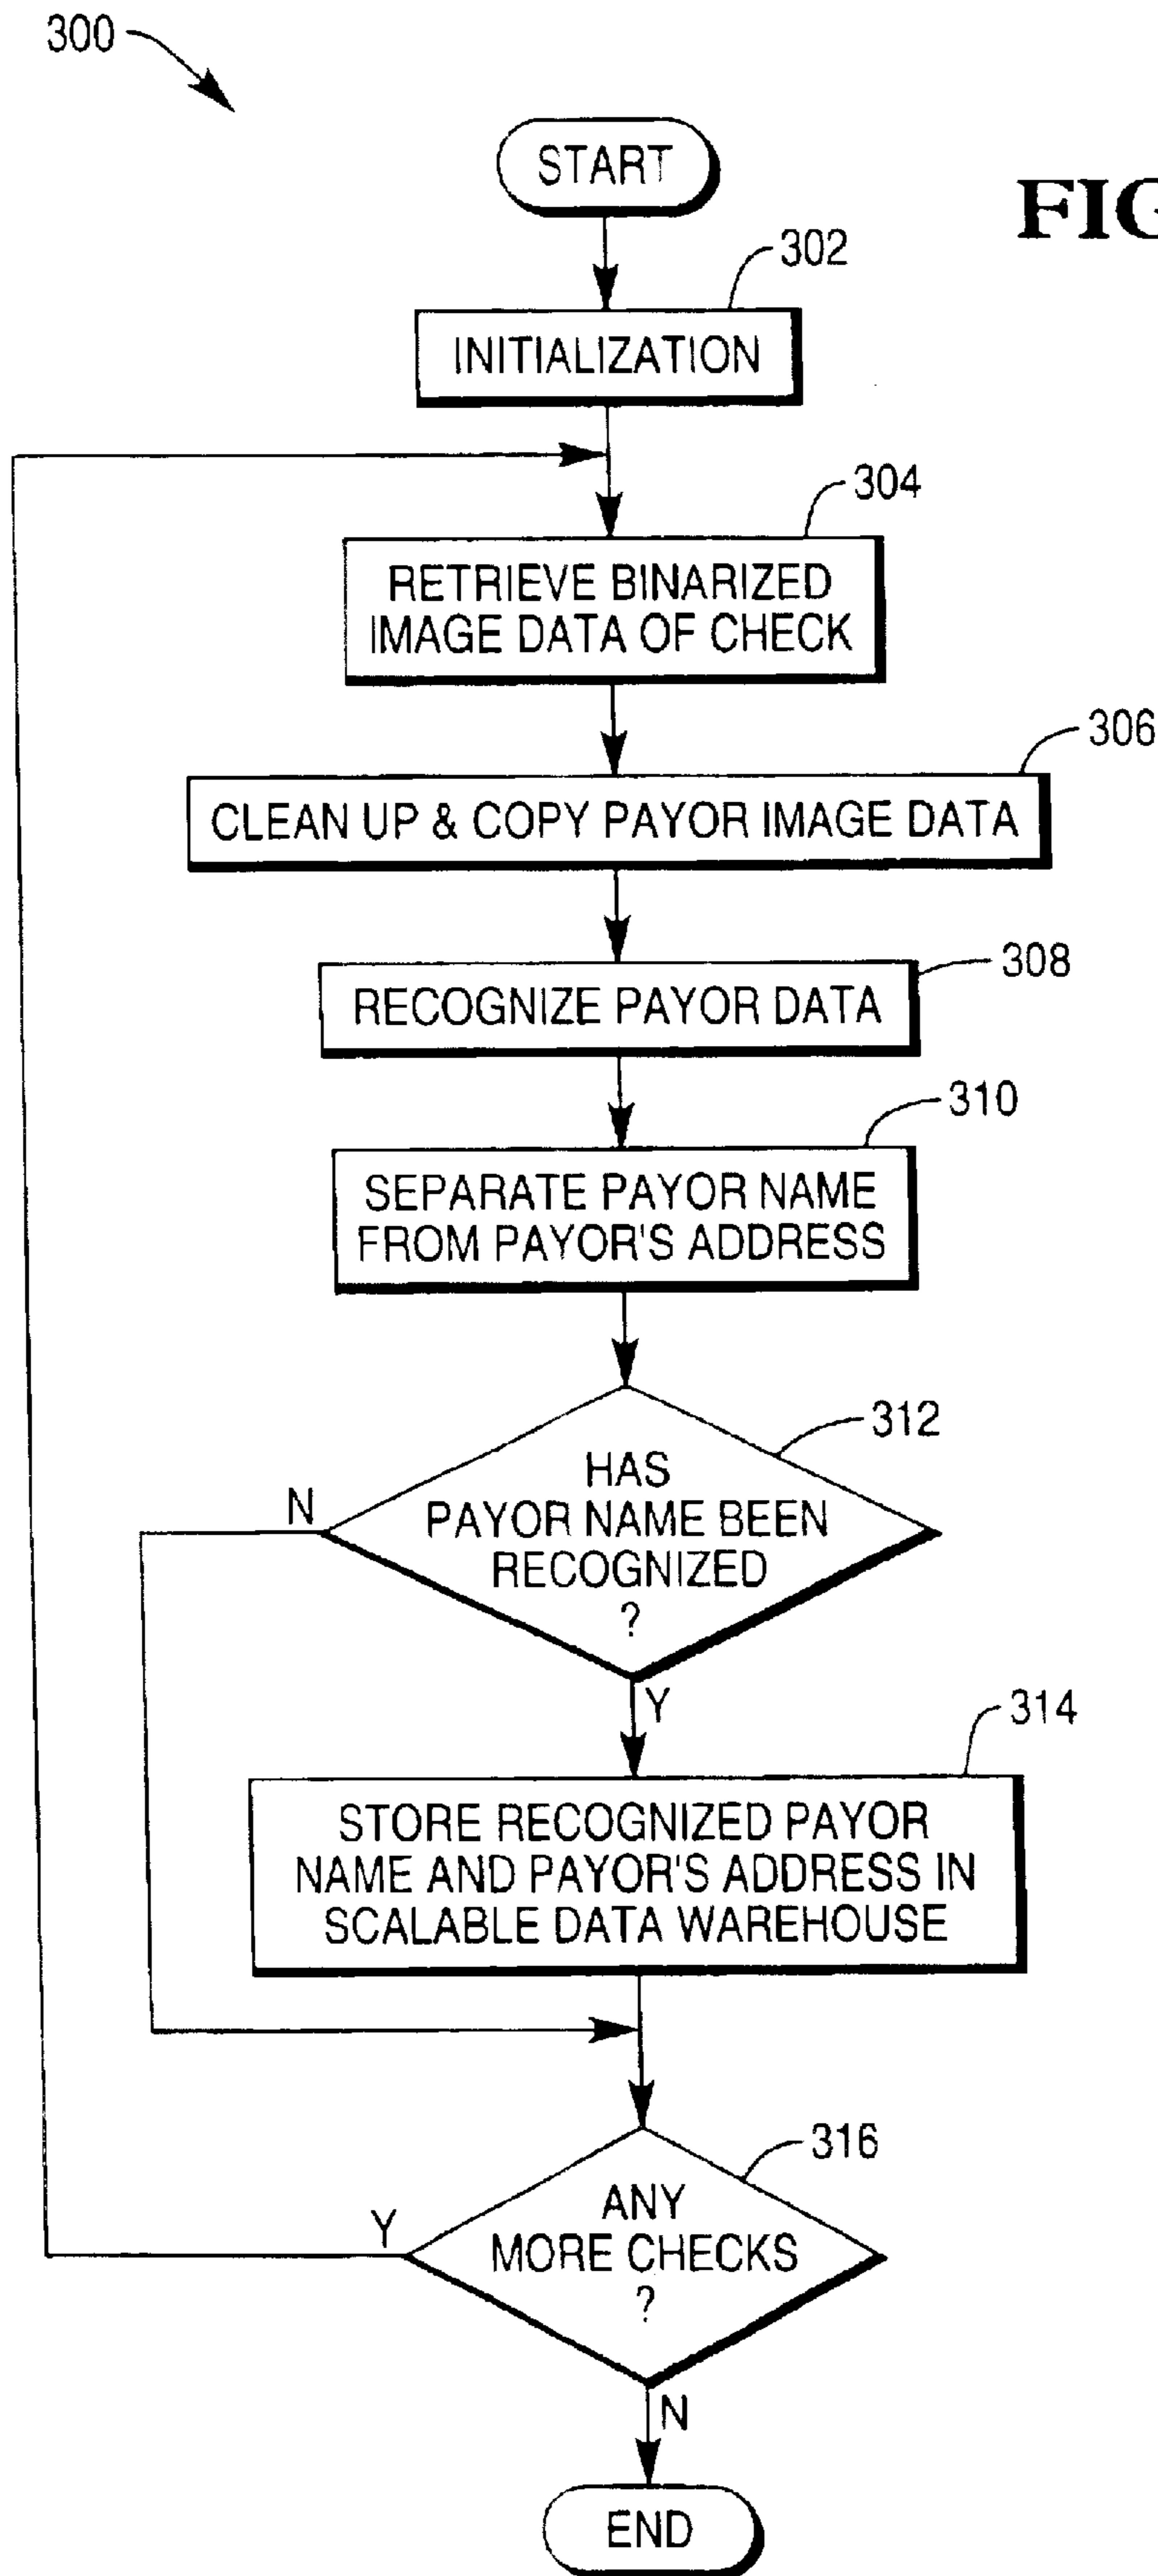 300
START
FIG
302
INITIALIZATION
304
RETRIEVE BINARIZED
IMAGE DATA OF CHECK
306
CLEAN UP & COPY PAYOR IMAGE DATA
308
RECOGNIZE PAYOR DATA
310
SEPARATE PAYOR NAME
FROM PAYOR'S ADDRESS
312
HAS
PAYOR NAME BEEN
RECOGNIZED
?
N
Y
314
STORE RECOGNIZED PAYOR
NAME AND PAYOR'S ADDRESS IN
SCALABLE DATA WAREHOUSE
316
ANY
MORE CHECKS
?
Y
N
END